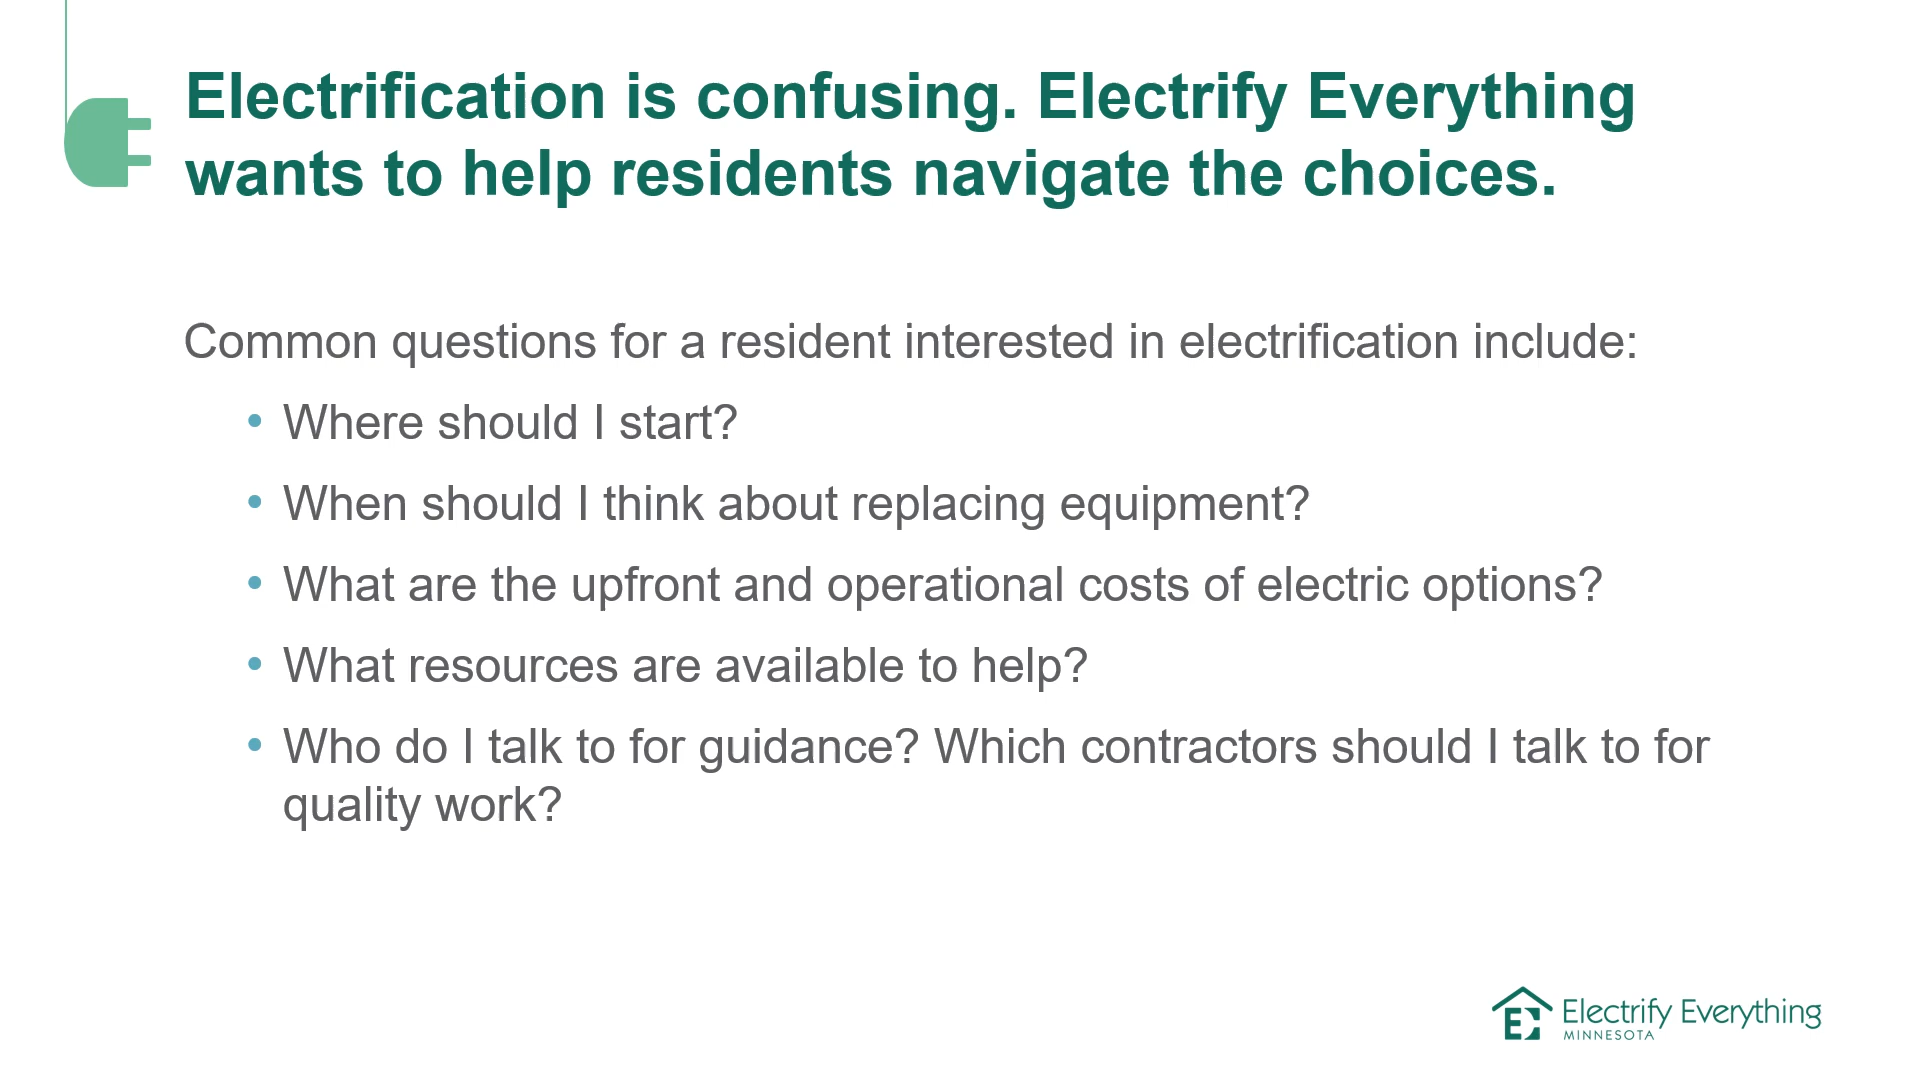 Electrification is confusing. Electrify Everything
wants to help residents navigate the choices.
Common questions for a resident interested in electrification include:
• Where should I start?
• When should I think about replacing equipment?
• What are the upfront and operational costs of electric options?
• What resources are available to help?
• Who do I talk to for guidance? Which contractors should I talk to for
quality work?
Electrify Everything
MINNESOTA